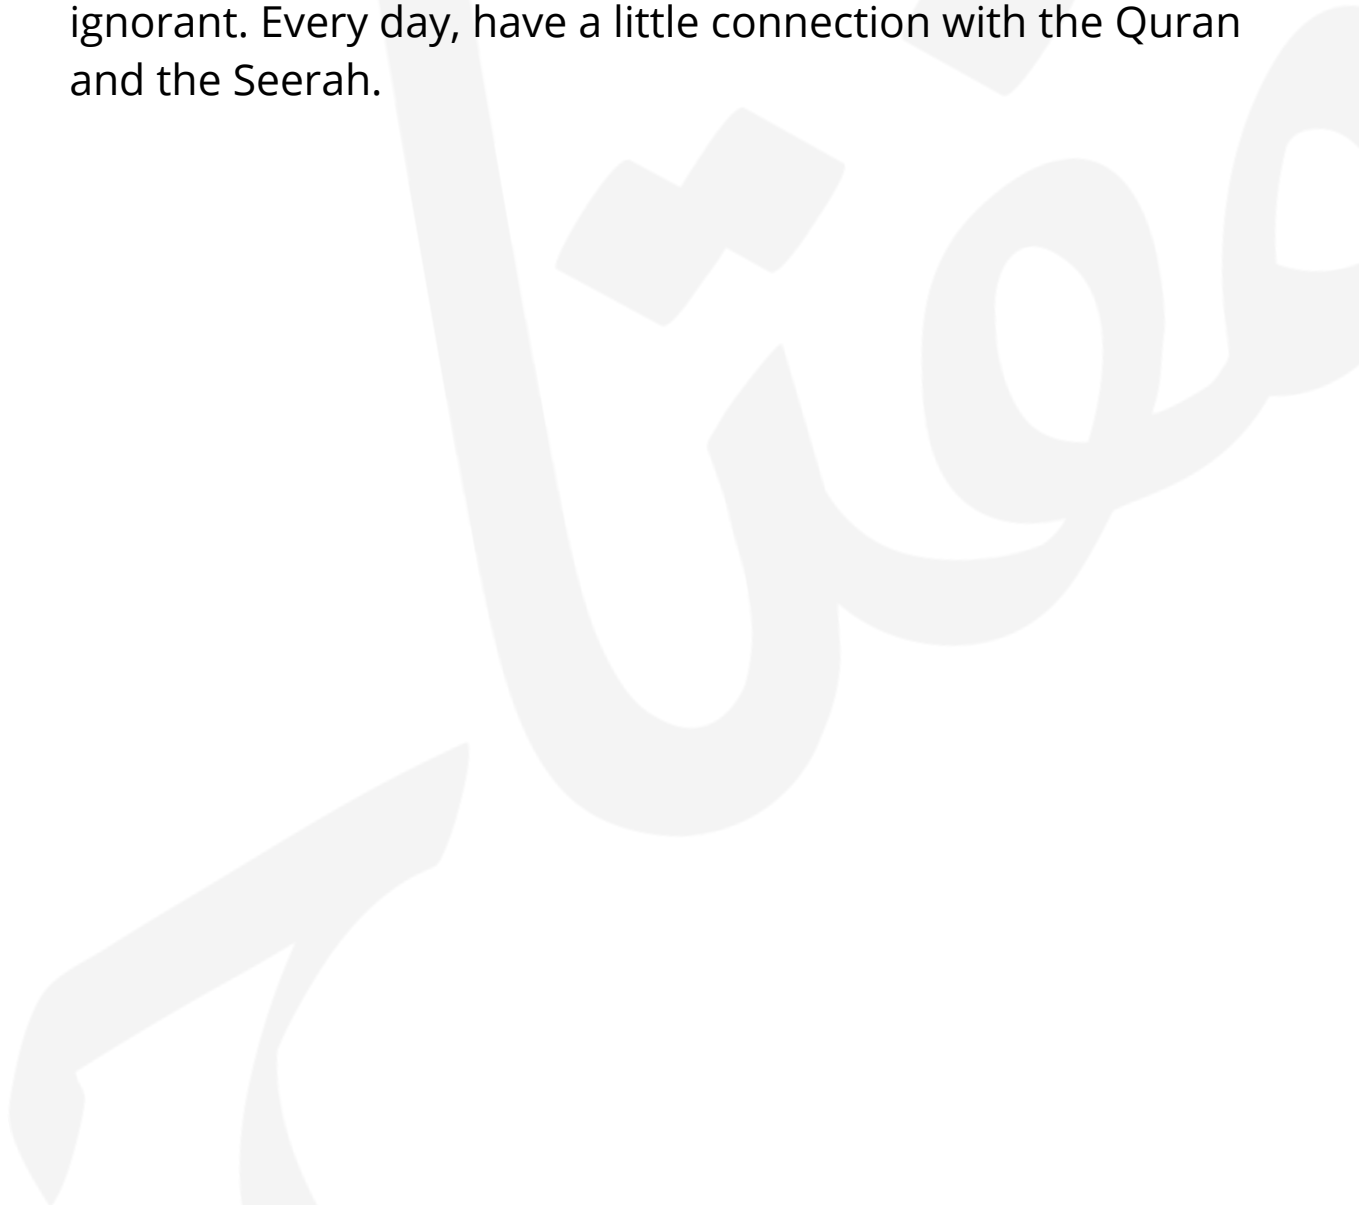 ignorant. Every day, have a little connection with the Quran
and the Seerah.